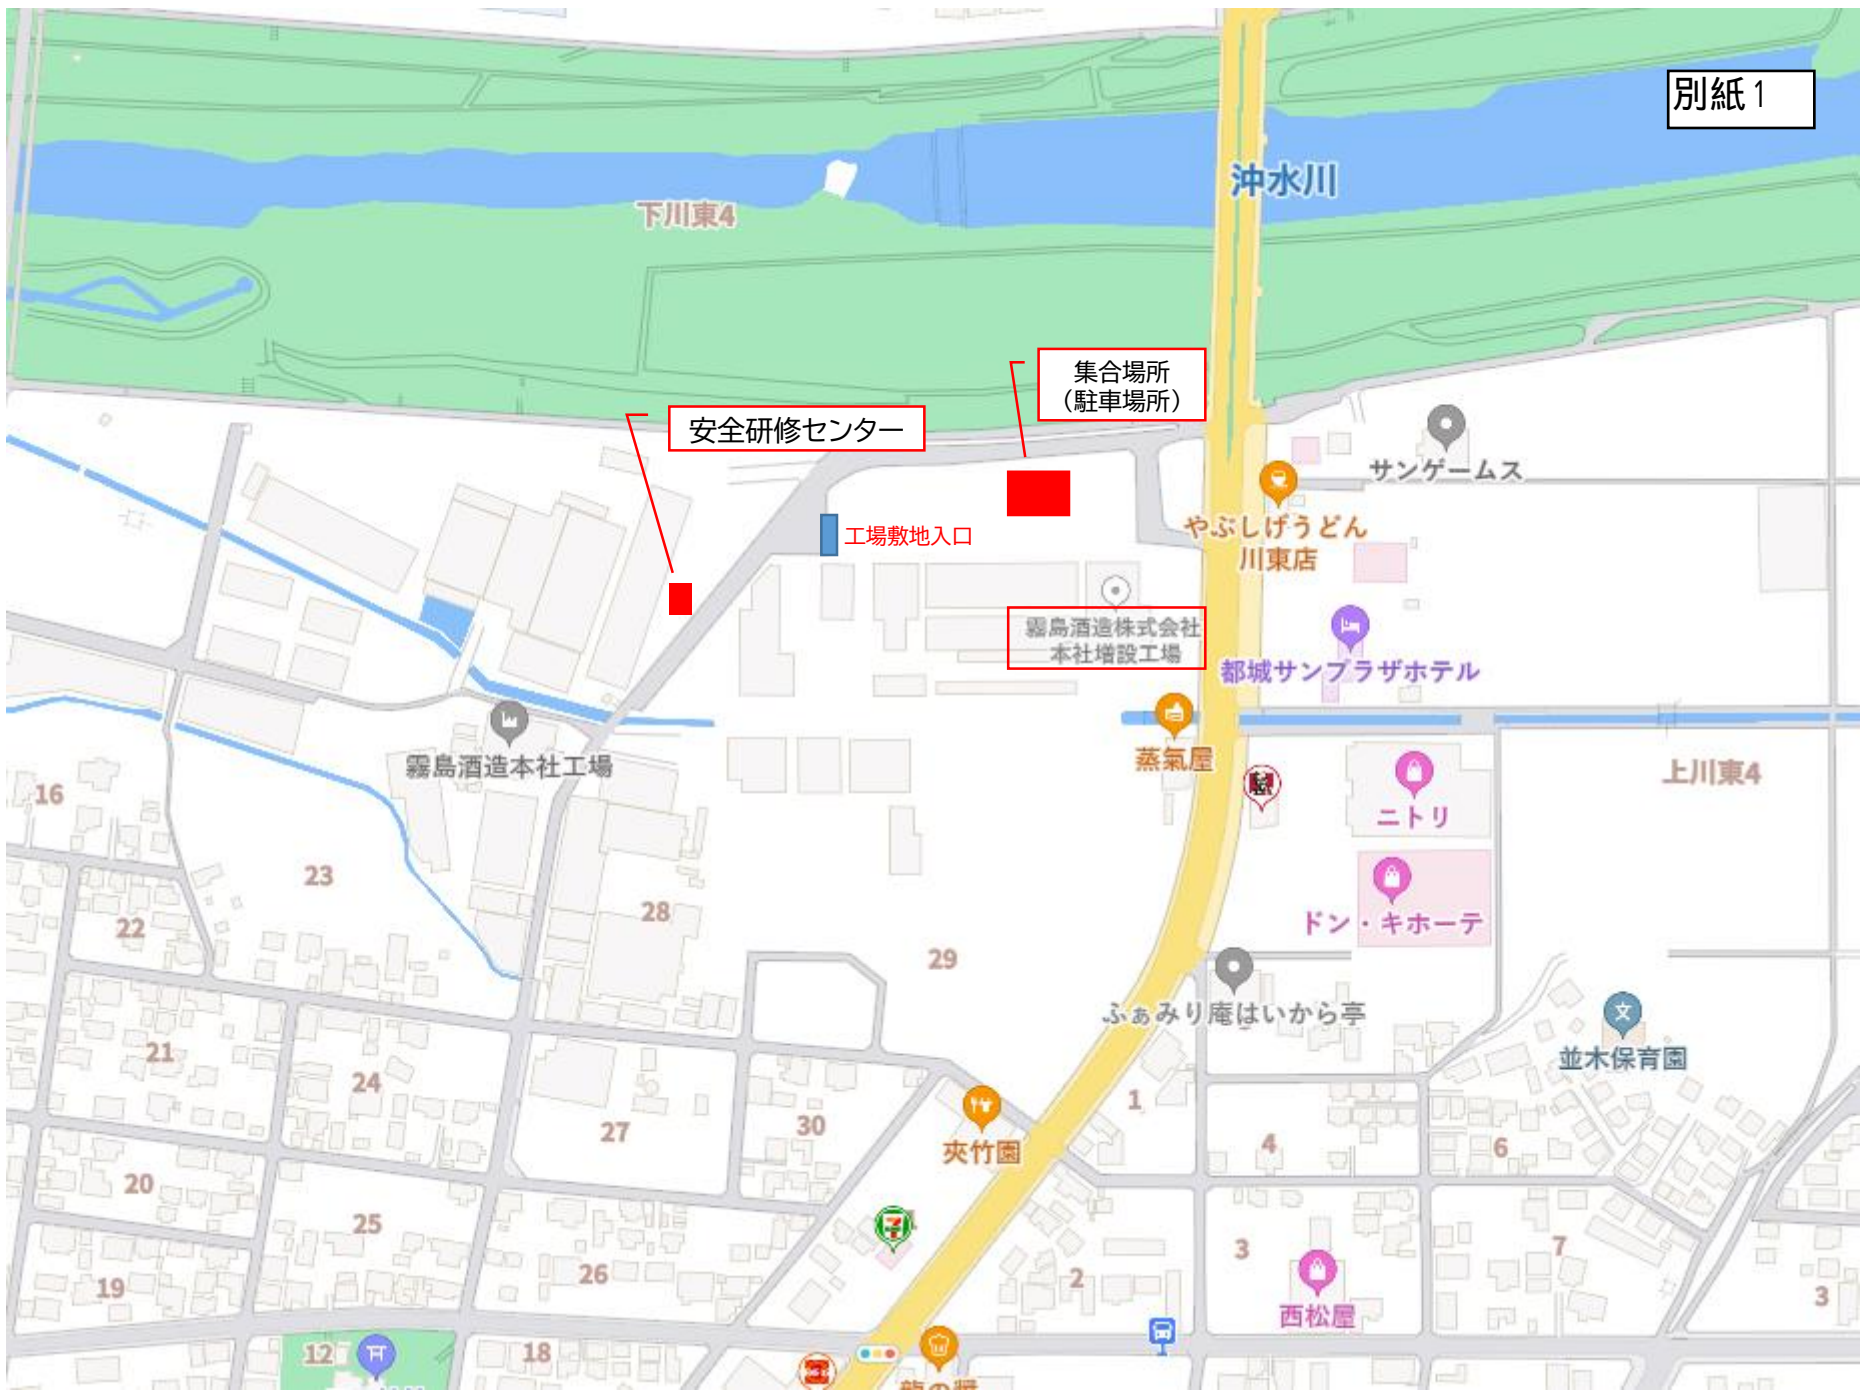 別紙1
沖水川
下川東4
集合場所
（駐車場所）
安全研修センター
サンゲームス
工場敷地入口
やぶしげうどん
川東店
霧島酒造株式会社
本社増設工場
都城サンプラザホテル
霧島酒造本社工場
蒸氣屋
上川東4
ニトリ
16
23
22
28
29
ドン・キホーテ
ふぁみり庵はいから亭
並木保育園
21
24
27
30
1
4
6
夾竹園
20
25
26
19
2
3
7
西松屋
3
12
18